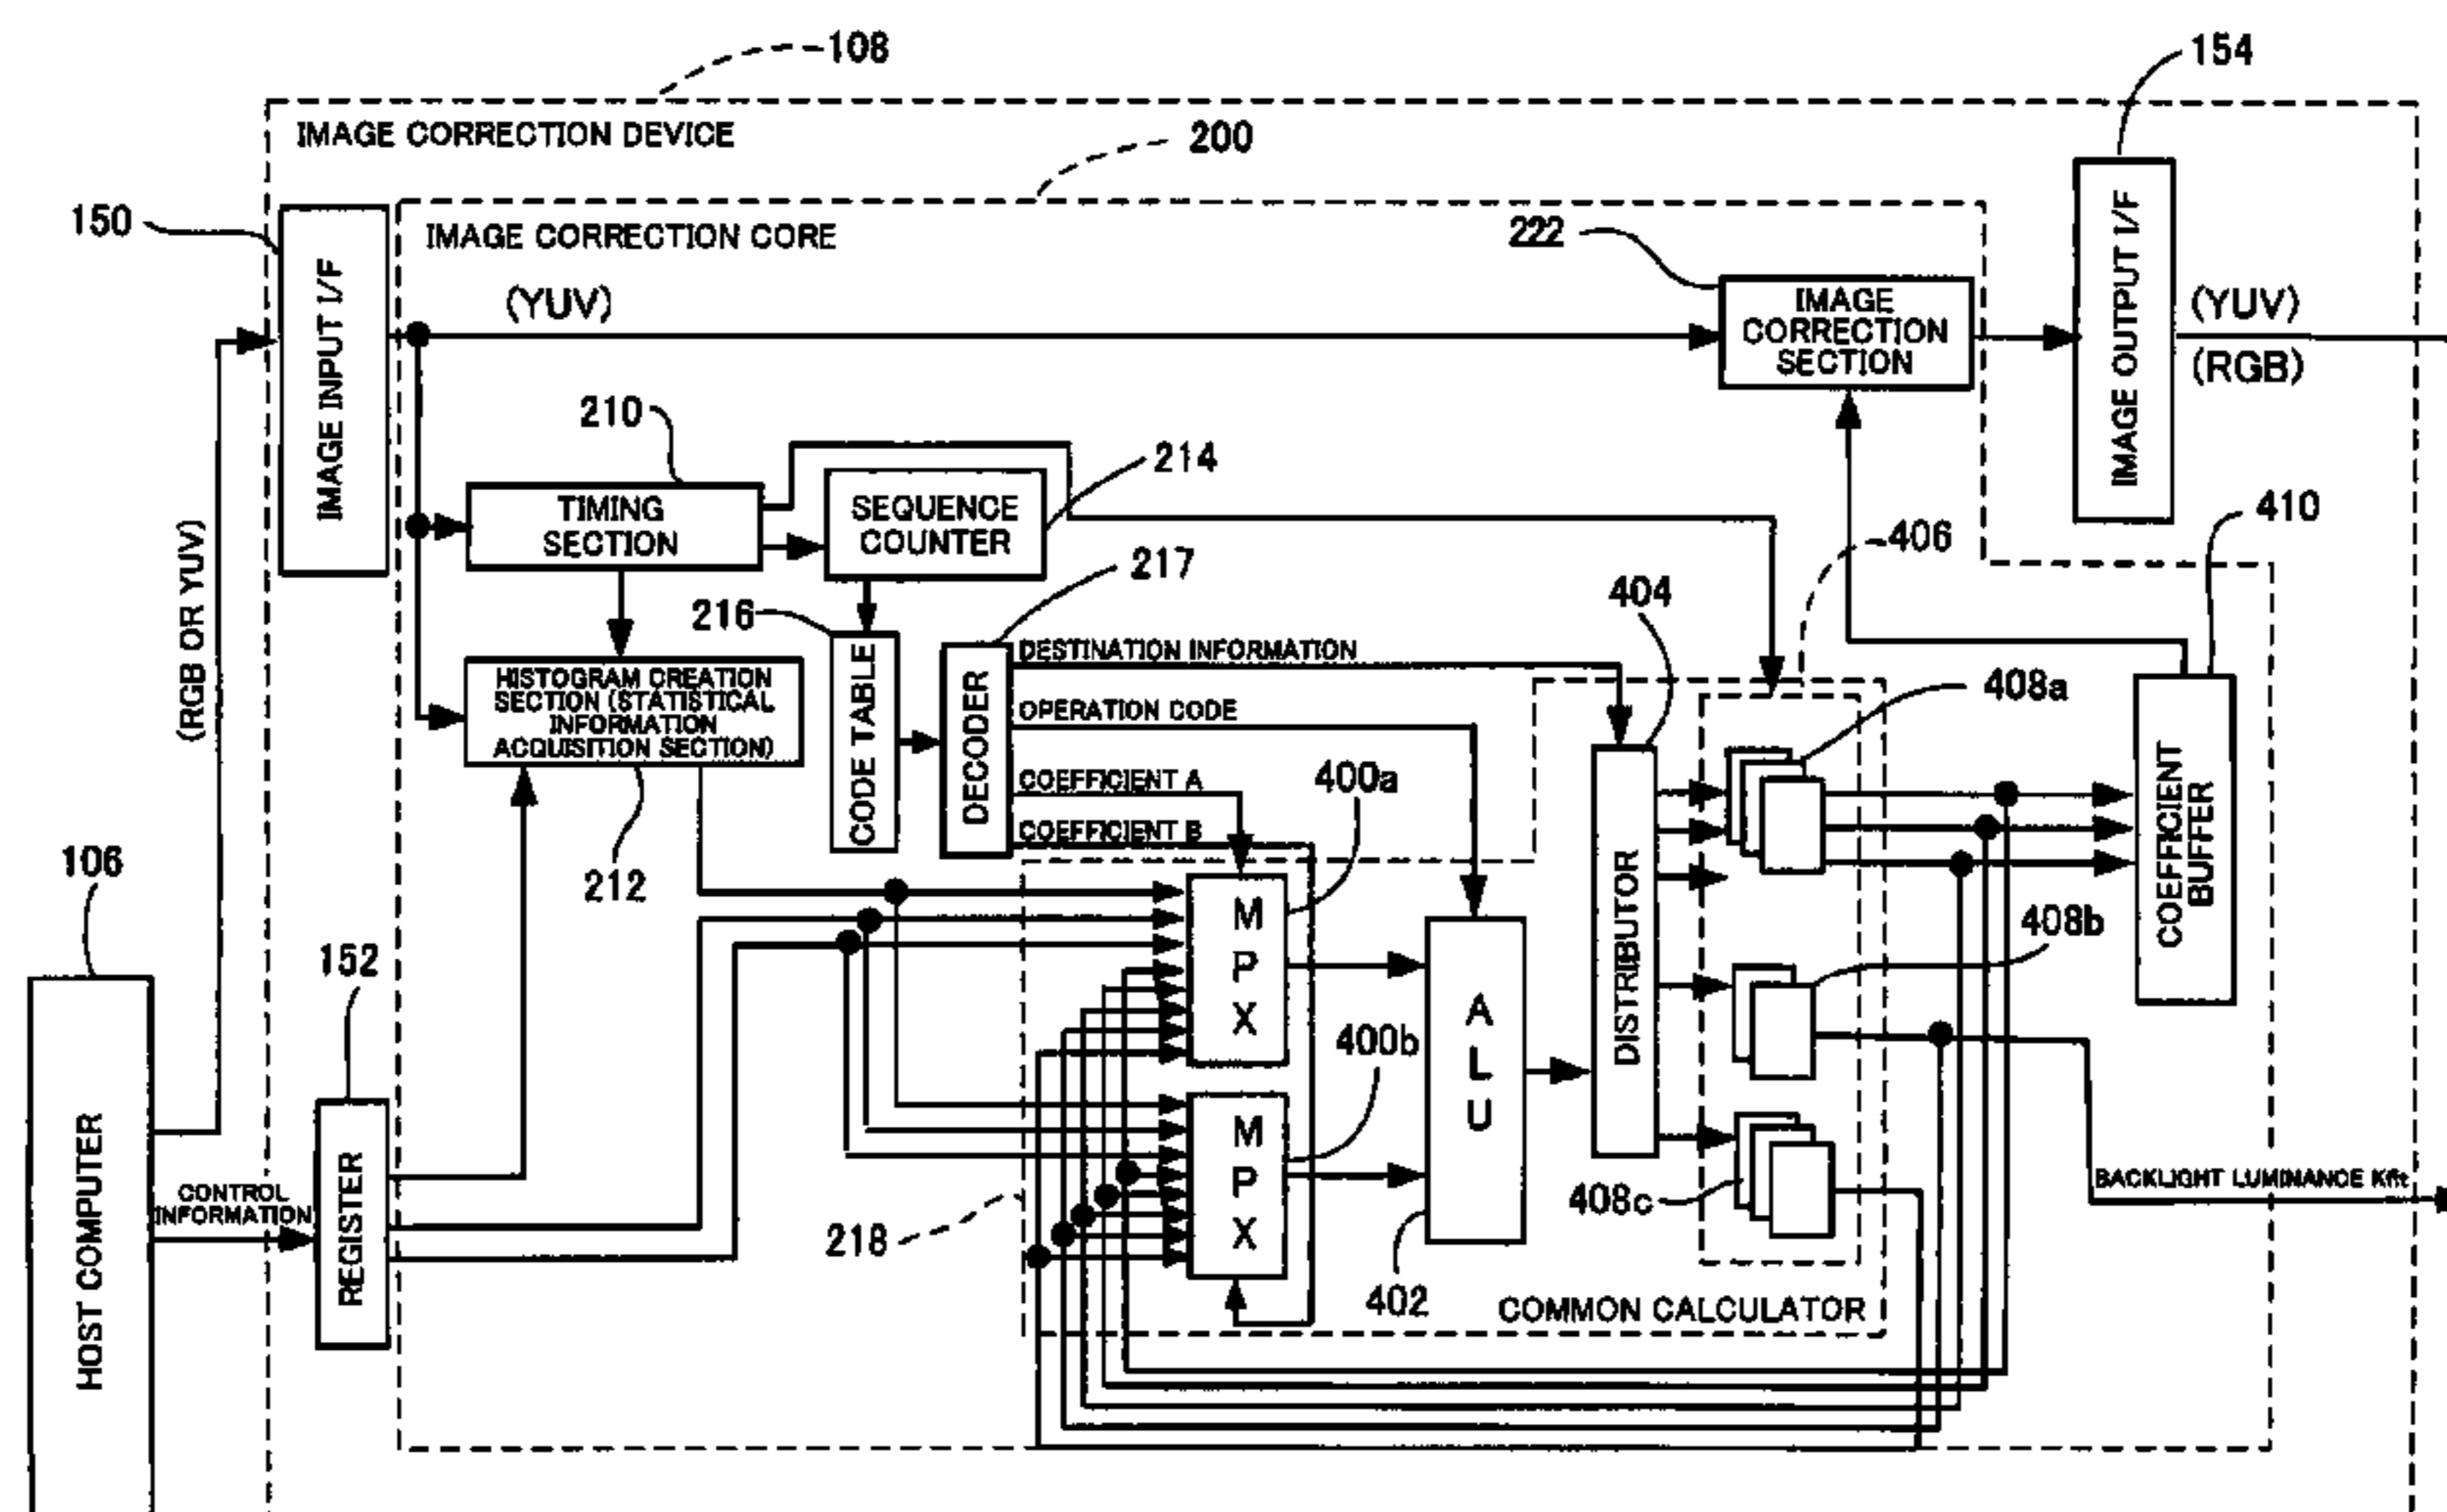 108
154
IMAGE CORRECTION DEVICE
200
150
IMAGE INPUT I/F
IMAGE CORRECTION CORE
222
(YUV)
IMAGE
CORRECTION
SECTION
IMAGE OUTPUT I/F
(YUV)
(RGB)
(RGB OR YUV)
210
TIMING
SECTION
SEQUENCE
COUNTER
214
217
406
410
404
216
CODE TABLE
DECODER
DESTINATION INFORMATION
OPERATION CODE
COEFFICIENT A
COEFFICIENT B
HISTOGRAM CREATION
SECTION (STATISTICAL
INFORMATION
ACQUISITION SECTION)
212
400a
408a
COEFFICIENT
BUFFER
DISTRIBUTOR
106
HOST COMPUTER
152
REGISTER
CONTROL
INFORMATION
M
P
X
400b
M
P
X
A
L
U
408b
408c
BACKLIGHT LUMINANCE Kflt
218
402
COMMON CALCULATOR